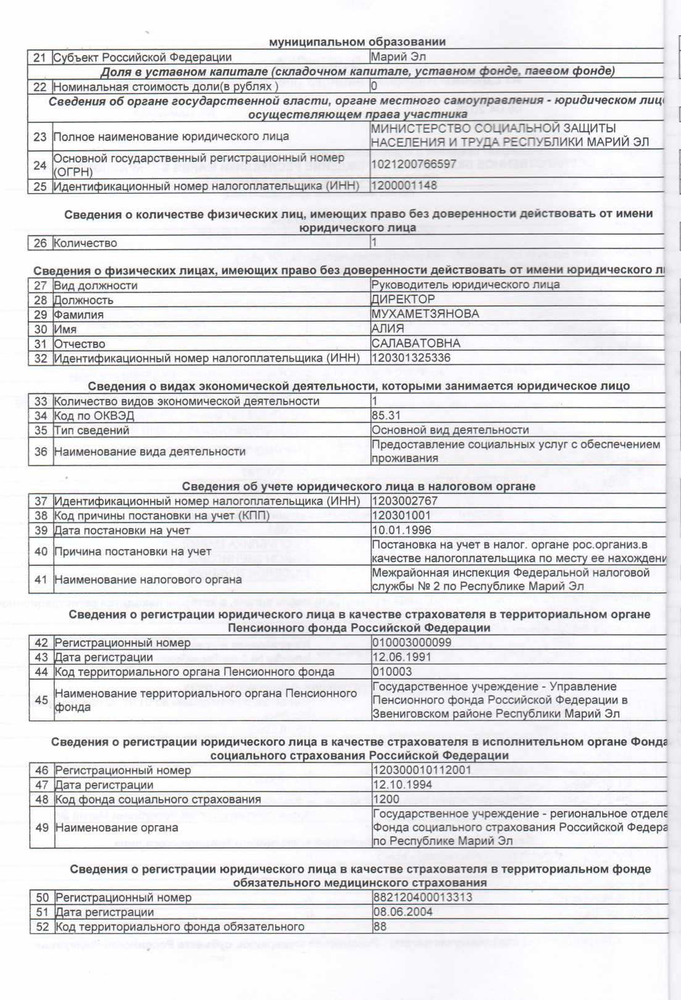 муниципальном образовании
21 Субъект Российской Федерации Марий Эл
Доля в уставном капитале (складочном капитале, уставном фонде, паевом фонде)
22 Номинальная стоимость доли(в рублях ) 0
Сведения об органе государственной власти, органе местного самоуправления - юридическом лице
осуществляющем права участника
23 Полное наименование юридического лица МИНИСТЕРСТВО СОЦИАЛЬНОЙ ЗАЩИТЫ
НАСЕЛЕНИЯ И ТРУДА РЕСПУБЛИКИ МАРИЙ ЭЛ
24 Основной государственный регистрационный номер
(ОГРН) 1021200766597
25 Идентификационный номер налогоплательщика (ИНН) 1200001148
Сведения о количестве физических лиц, имеющих право без доверенности действовать от имени
юридического лица
26 Количество 1
Сведения о физических лицах, имеющих право без доверенности действовать от имени юридического ли
27 Вид должности Руководитель юридического лица
28 Должность ДИРЕКТОР
29 Фамилия МУХАМЕТЗЯНОВА
30 Имя АЛИЯ
31 Отчество САЛАВАТОВНА
32 Идентификационный номер налогоплательщика (ИНН) 120301325336
Сведения о видах экономической деятельности, которыми занимается юридическое лицо
33 Количество видов экономической деятельности 1
34 Код по ОКВЭД 85.31
35 Тип сведений Основной вид деятельности
36 Наименование вида деятельности Предоставление социальных услуг с обеспечением
проживания
Сведения об учете юридического лица в налоговом органе
37 Идентификационный номер налогоплательщика (ИНН) 1203002767
38 Код причины постановки на учет (КПП) 120301001
39 Дата постановки на учет 10.01.1996
40 Причина постановки на учет Постановка на учет в налог. органе рос.организ.в
качестве налогоплательщика по месту ее нахождени
41 Наименование налогового органа Межрайонная инспекция Федеральной налоговой
службы № 2 по Республике Марий Эл
Сведения о регистрации юридического лица в качестве страхователя в территориальном органе
Пенсионного фонда Российской Федерации
42 Регистрационный номер 010003000099
43 Дата регистрации 12.06.1991
44 Код территориального органа Пенсионного фонда 010003
45 Наименование территориального органа Пенсионного
фонда Государственное учреждение - Управление
Пенсионного фонда Российской Федерации в
Звениговском районе Республики Марий Эл
Сведения о регистрации юридического лица в качестве страхователя в исполнительном органе Фонда
социального страхования Российской Федерации
46 Регистрационный номер 120300010112001
47 Дата регистрации 12.10.1994
48 Код фонда социального страхования 1200
49 Наименование органа Государственное учреждение - региональное отделе
Фонда социального страхования Российской Федера
по Республике Марий Эл
Сведения о регистрации юридического лица в качестве страхователя в территориальном фонде
обязательного медицинского страхования
50 Регистрационный номер 882120400013313
51 Дата регистрации 08.06.2004
52 Код территориального фонда обязательного 88